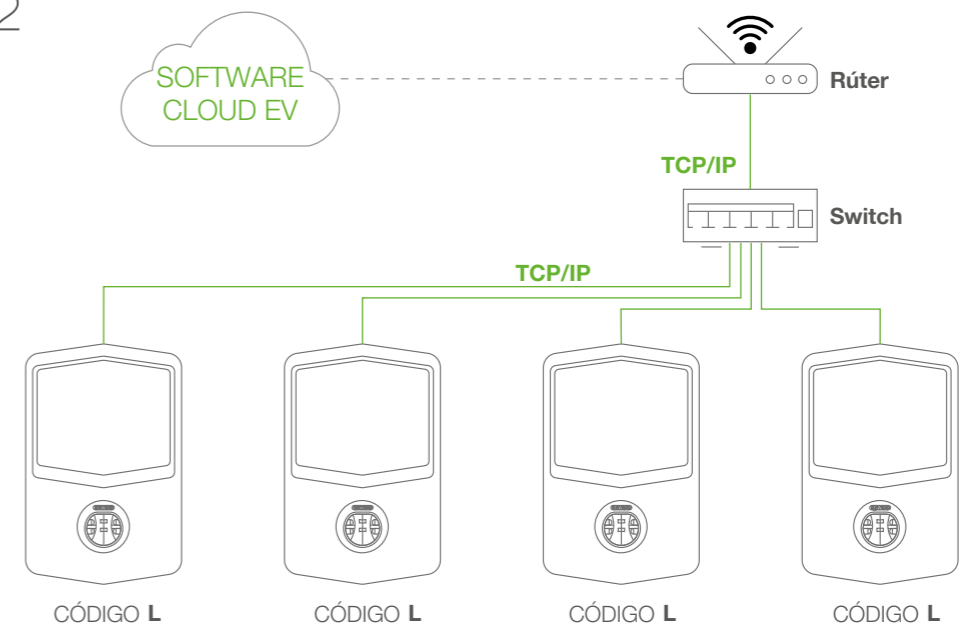 2
SOFTWARE
CLOUD EV
Rúter
TCP/IP
Switch
TCP/IP
CÓDIGO L
CÓDIGO L
CÓDIGO L
CÓDIGO L